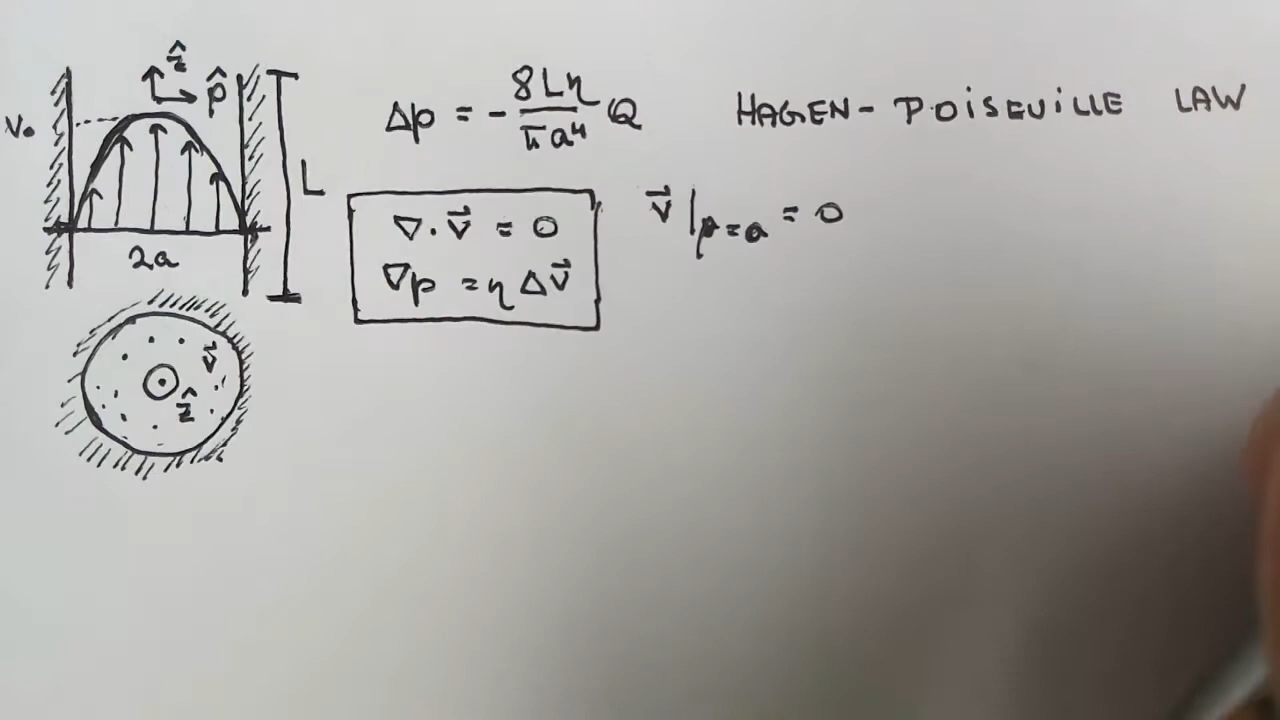 ẑ
ρ̂
v₀
L
2a
Δp = - 8Lη / πa⁴ Q
HAGEN-POISEUILLE LAW
∇·v⃗ = 0
∇p = η Δv⃗
v⃗ |ρ=a = 0
v⃗
ẑ